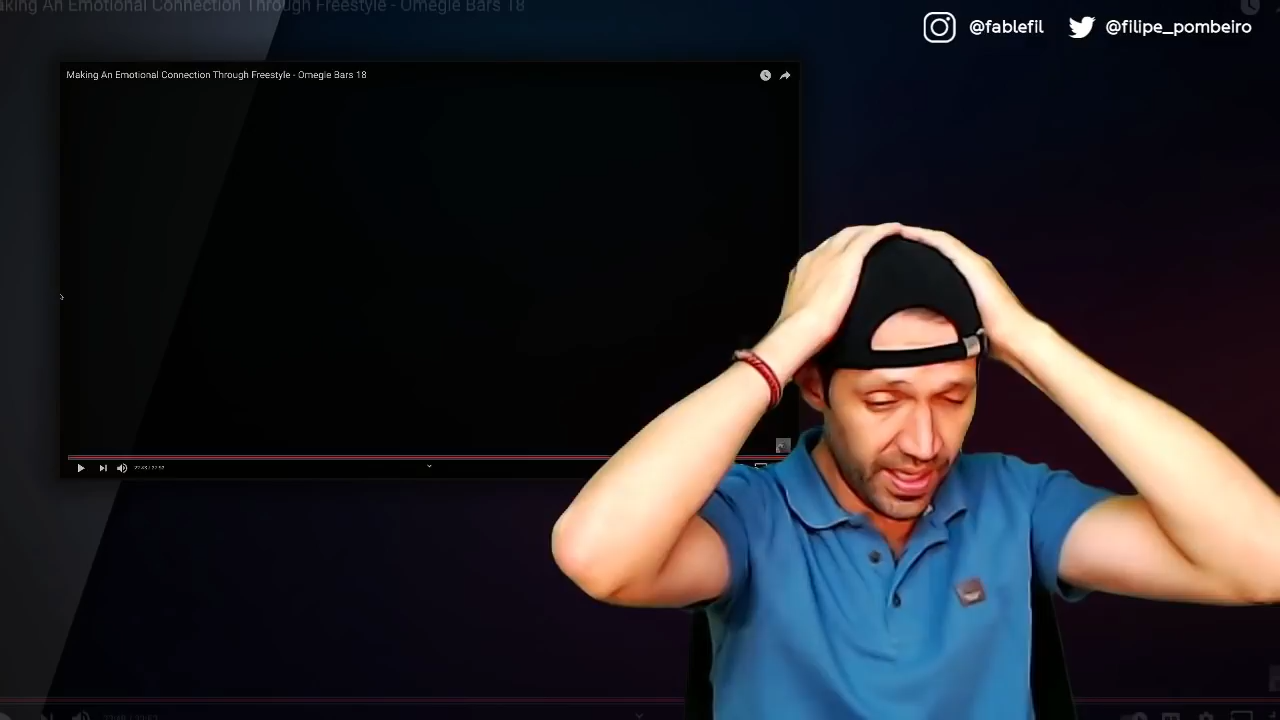 aking An Emotional Connection Through Freestyle - Omegle Bars 18
@fablefil
@filipe_pombeiro
Making An Emotional Connection Through Freestyle - Omegle Bars 18